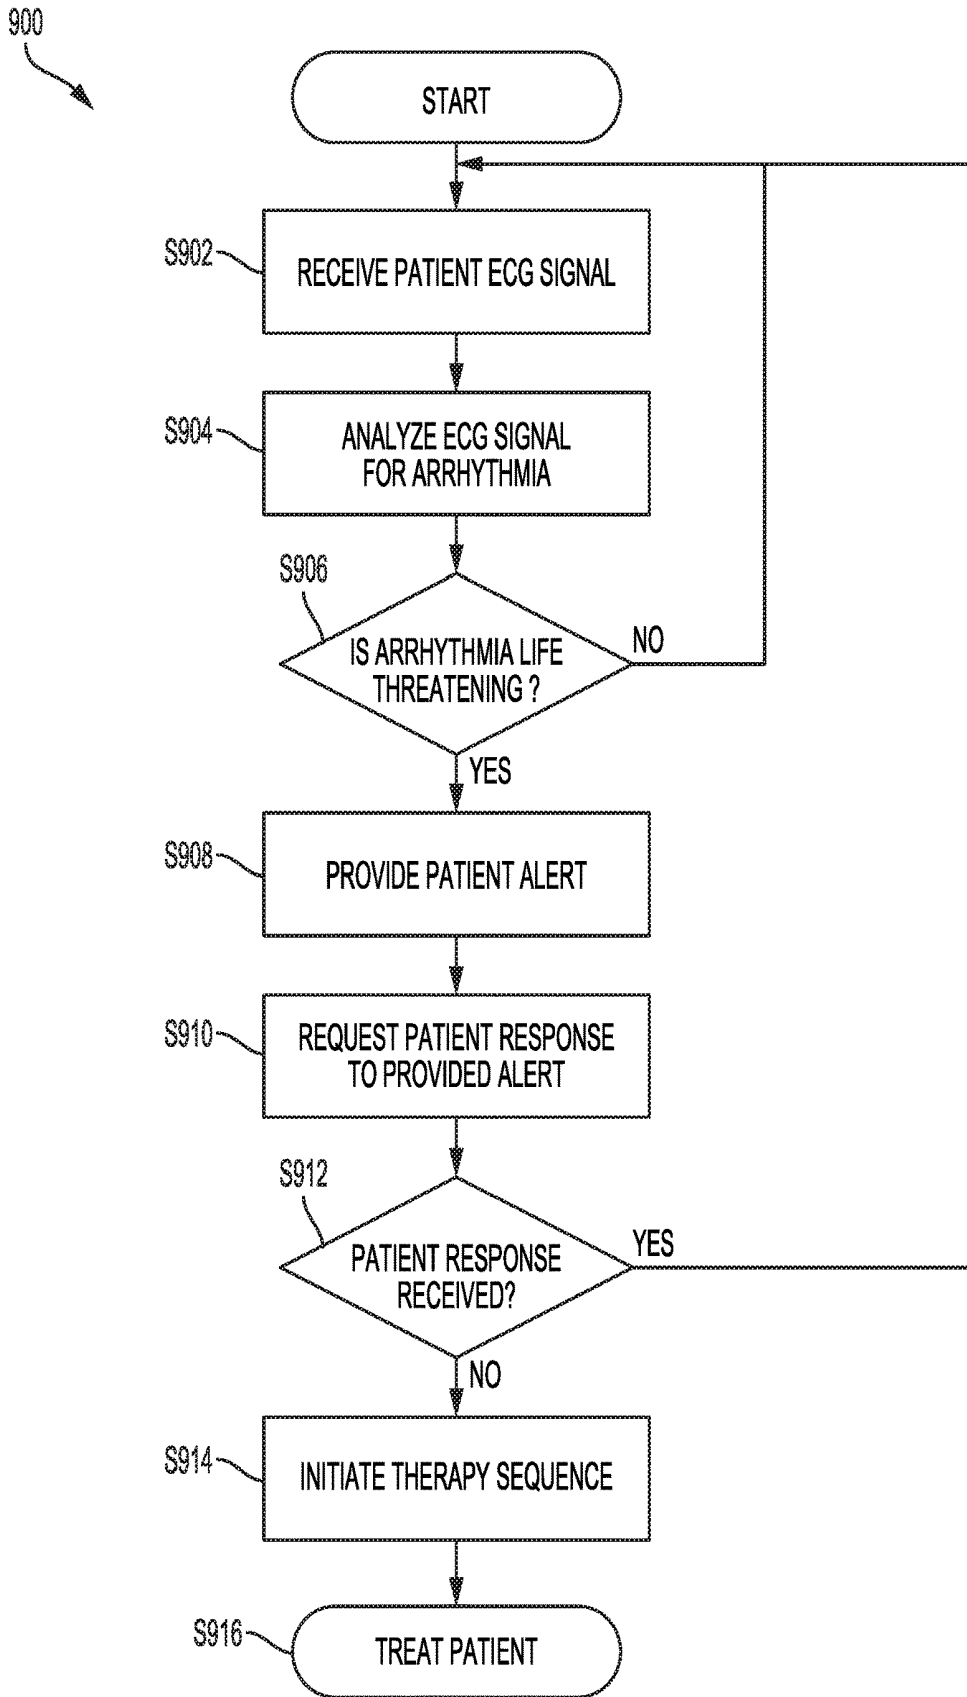 900
START
S902
RECEIVE PATIENT ECG SIGNAL
S904
ANALYZE ECG SIGNAL
FOR ARRHYTHMIA
S906
IS ARRHYTHMIA LIFE
THREATENING ?
NO
YES
S908
PROVIDE PATIENT ALERT
S910
REQUEST PATIENT RESPONSE
TO PROVIDED ALERT
S912
PATIENT RESPONSE
RECEIVED?
YES
NO
S914
INITIATE THERAPY SEQUENCE
S916
TREAT PATIENT